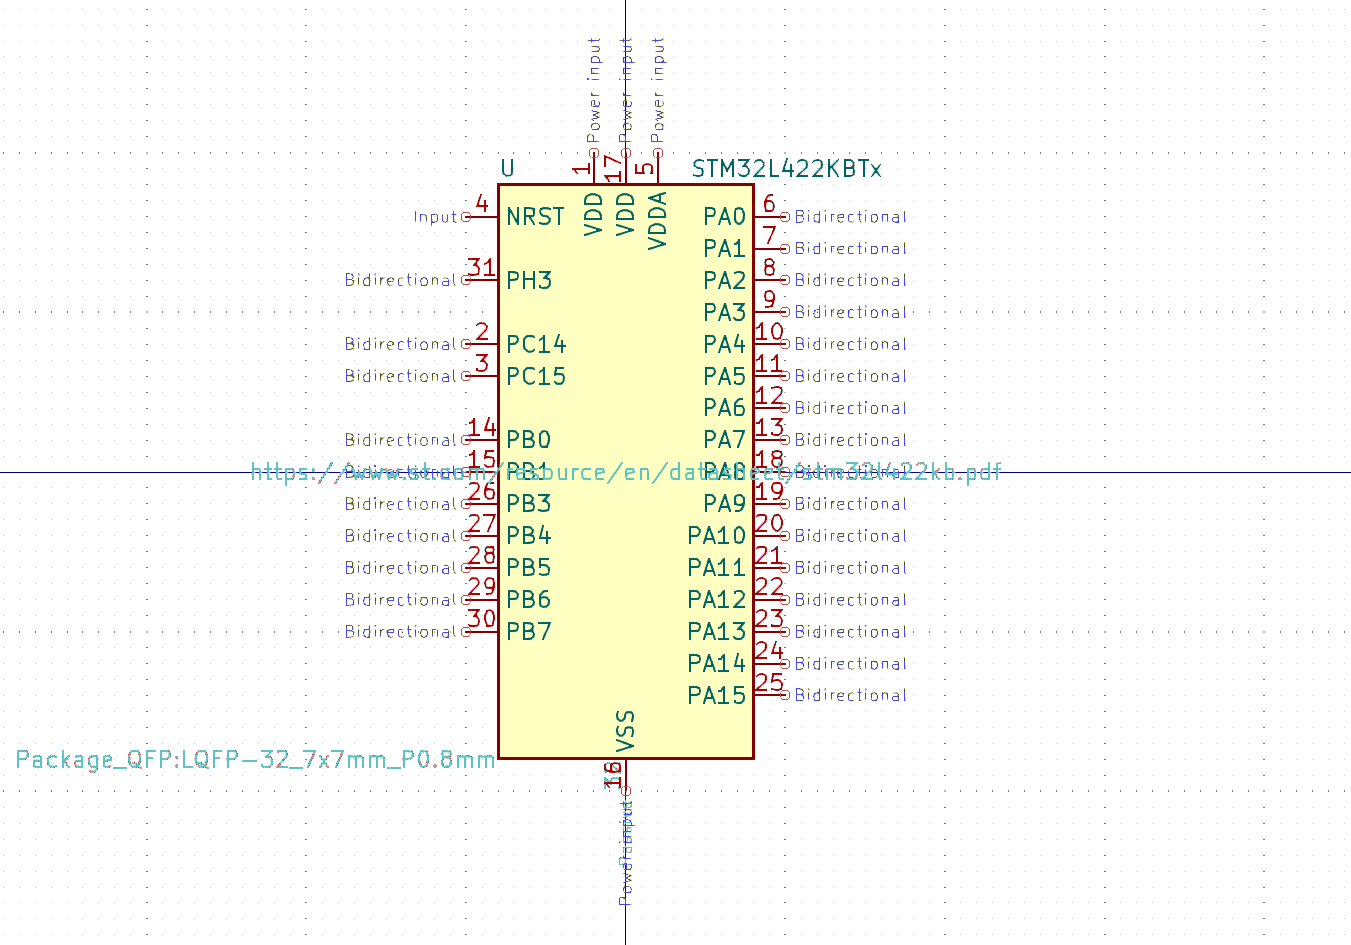 Power input
Power input
Power input
1
17
5
U
STM32L422KBTx
VDD
VDD
VDDA
Input 4 NRST
PA0 6 Bidirectional
PA1 7 Bidirectional
Bidirectional 31 PH3
PA2 8 Bidirectional
PA3 9 Bidirectional
Bidirectional 2 PC14
PA4 10 Bidirectional
Bidirectional 3 PC15
PA5 11 Bidirectional
PA6 12 Bidirectional
Bidirectional 14 PB0
PA7 13 Bidirectional
Bidirectional 15 PB1
PA8 18 Bidirectional
https://www.st.com/resource/en/datasheet/stm32l422kb.pdf
Bidirectional 26 PB3
PA9 19 Bidirectional
Bidirectional 27 PB4
PA10 20 Bidirectional
Bidirectional 28 PB5
PA11 21 Bidirectional
Bidirectional 29 PB6
PA12 22 Bidirectional
Bidirectional 30 PB7
PA13 23 Bidirectional
PA14 24 Bidirectional
PA15 25 Bidirectional
VSS
Package_QFP:LQFP-32_7x7mm_P0.8mm
16
Power input